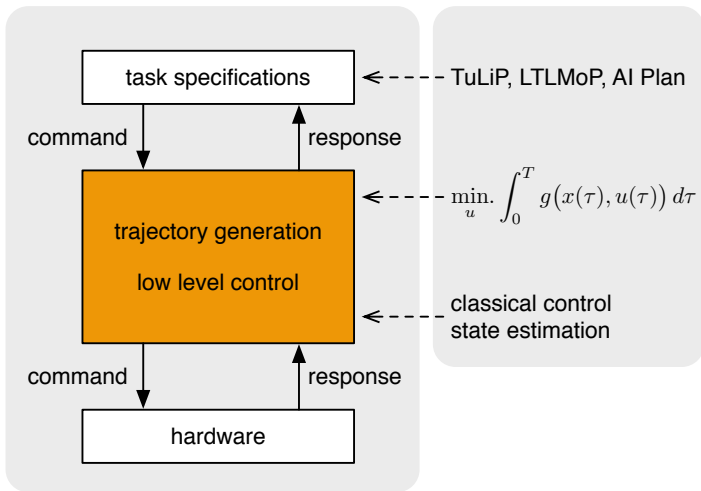 task specifications
TuLiP, LTLMoP, AI Plan
command
response
trajectory generation
min. ∫₀ᵀ g(x(τ), u(τ)) dτ
u
low level control
classical control
state estimation
command
response
hardware